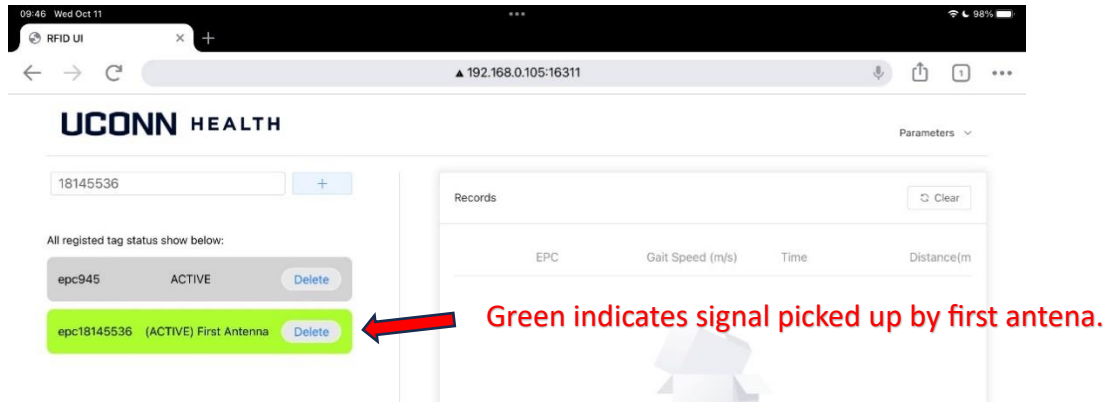 09:46 Wed Oct 11
98%
RFID UI
192.168.0.105:16311
1
UCONN HEALTH
Parameters
18145536
+
Records
Clear
All registed tag status show below:
EPC Gait Speed (m/s) Time Distance(m
epc945 ACTIVE Delete
epc18145536 (ACTIVE) First Antenna Delete
Green indicates signal picked up by first antena.